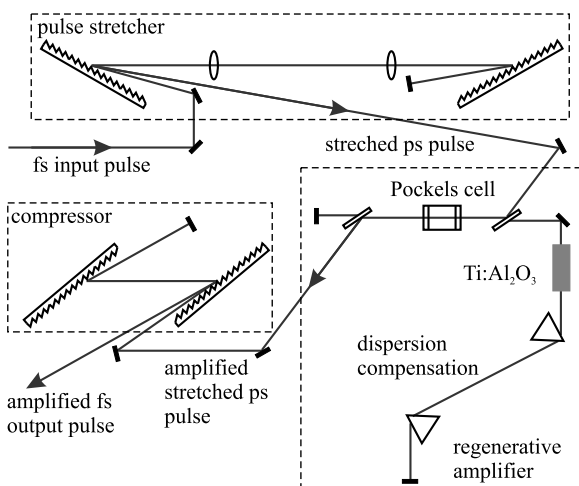 pulse stretcher
fs input pulse
streched ps pulse
Pockels cell
compressor
Ti:Al₂O₃
dispersion
compensation
amplified
stretched ps
pulse
amplified fs
output pulse
regenerative
amplifier